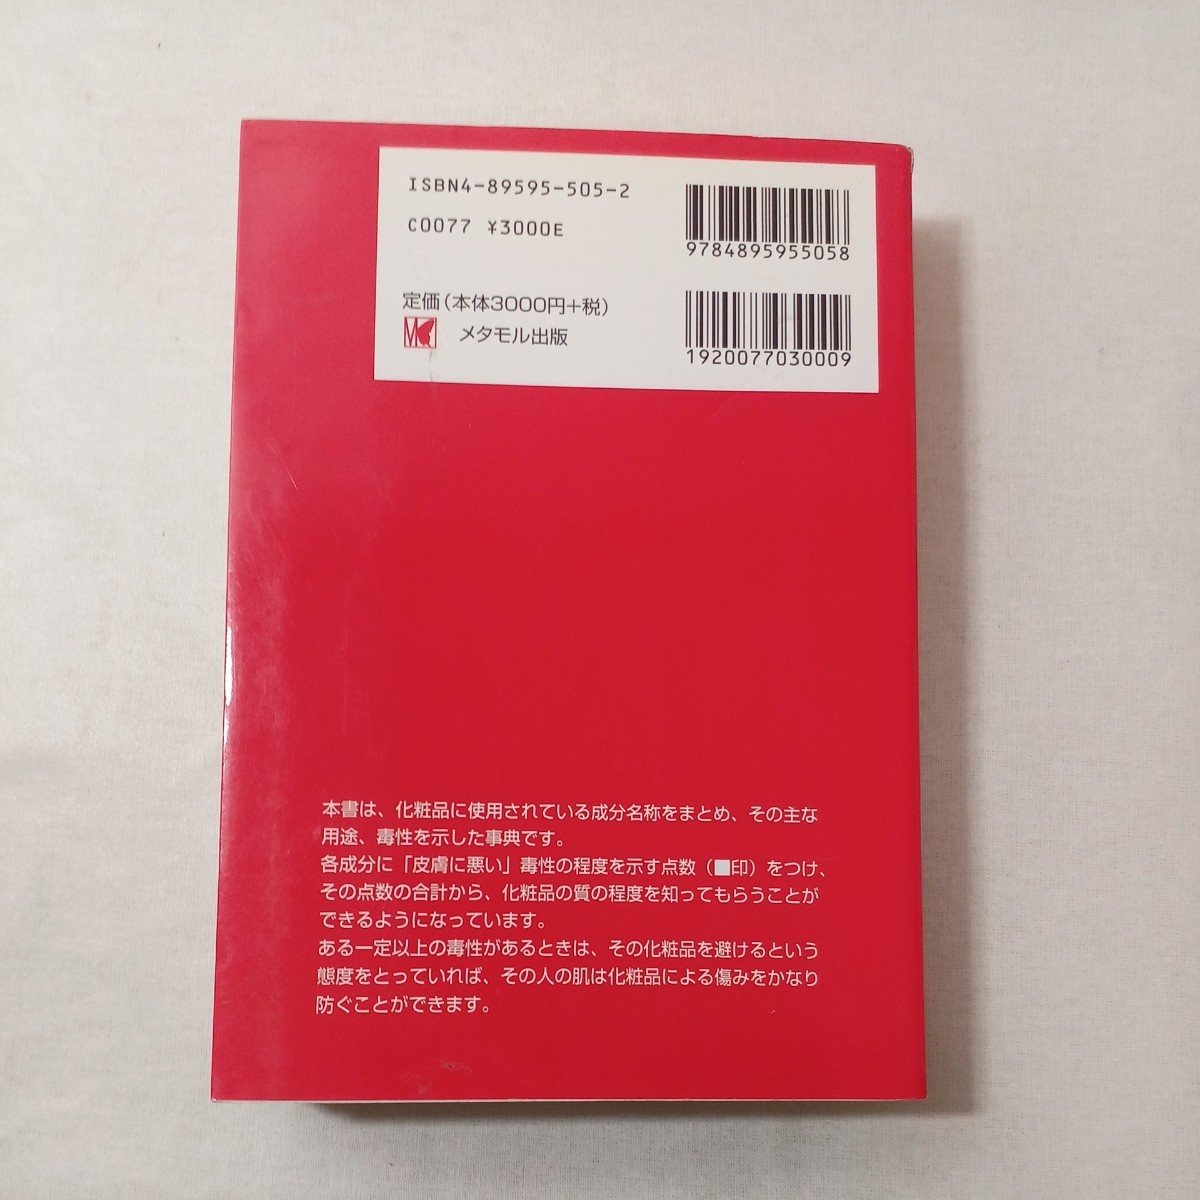 ISBN4-89595-505-2
C0077 ¥3000E
9784895955058
定価(本体3000円+税)
メタモル出版
1920077030009
本書は、化粧品に使用されている成分名称をまとめ、その主な
用途、毒性を示した事典です。
各成分に「皮膚に悪い」毒性の程度を示す点数(■印)をつけ、
その点数の合計から、化粧品の質の程度を知ってもらうことが
できるようになっています。
ある一定以上の毒性があるときは、その化粧品を避けるという
態度をとっていれば、その人の肌は化粧品による傷みをかなり
防ぐことができます。